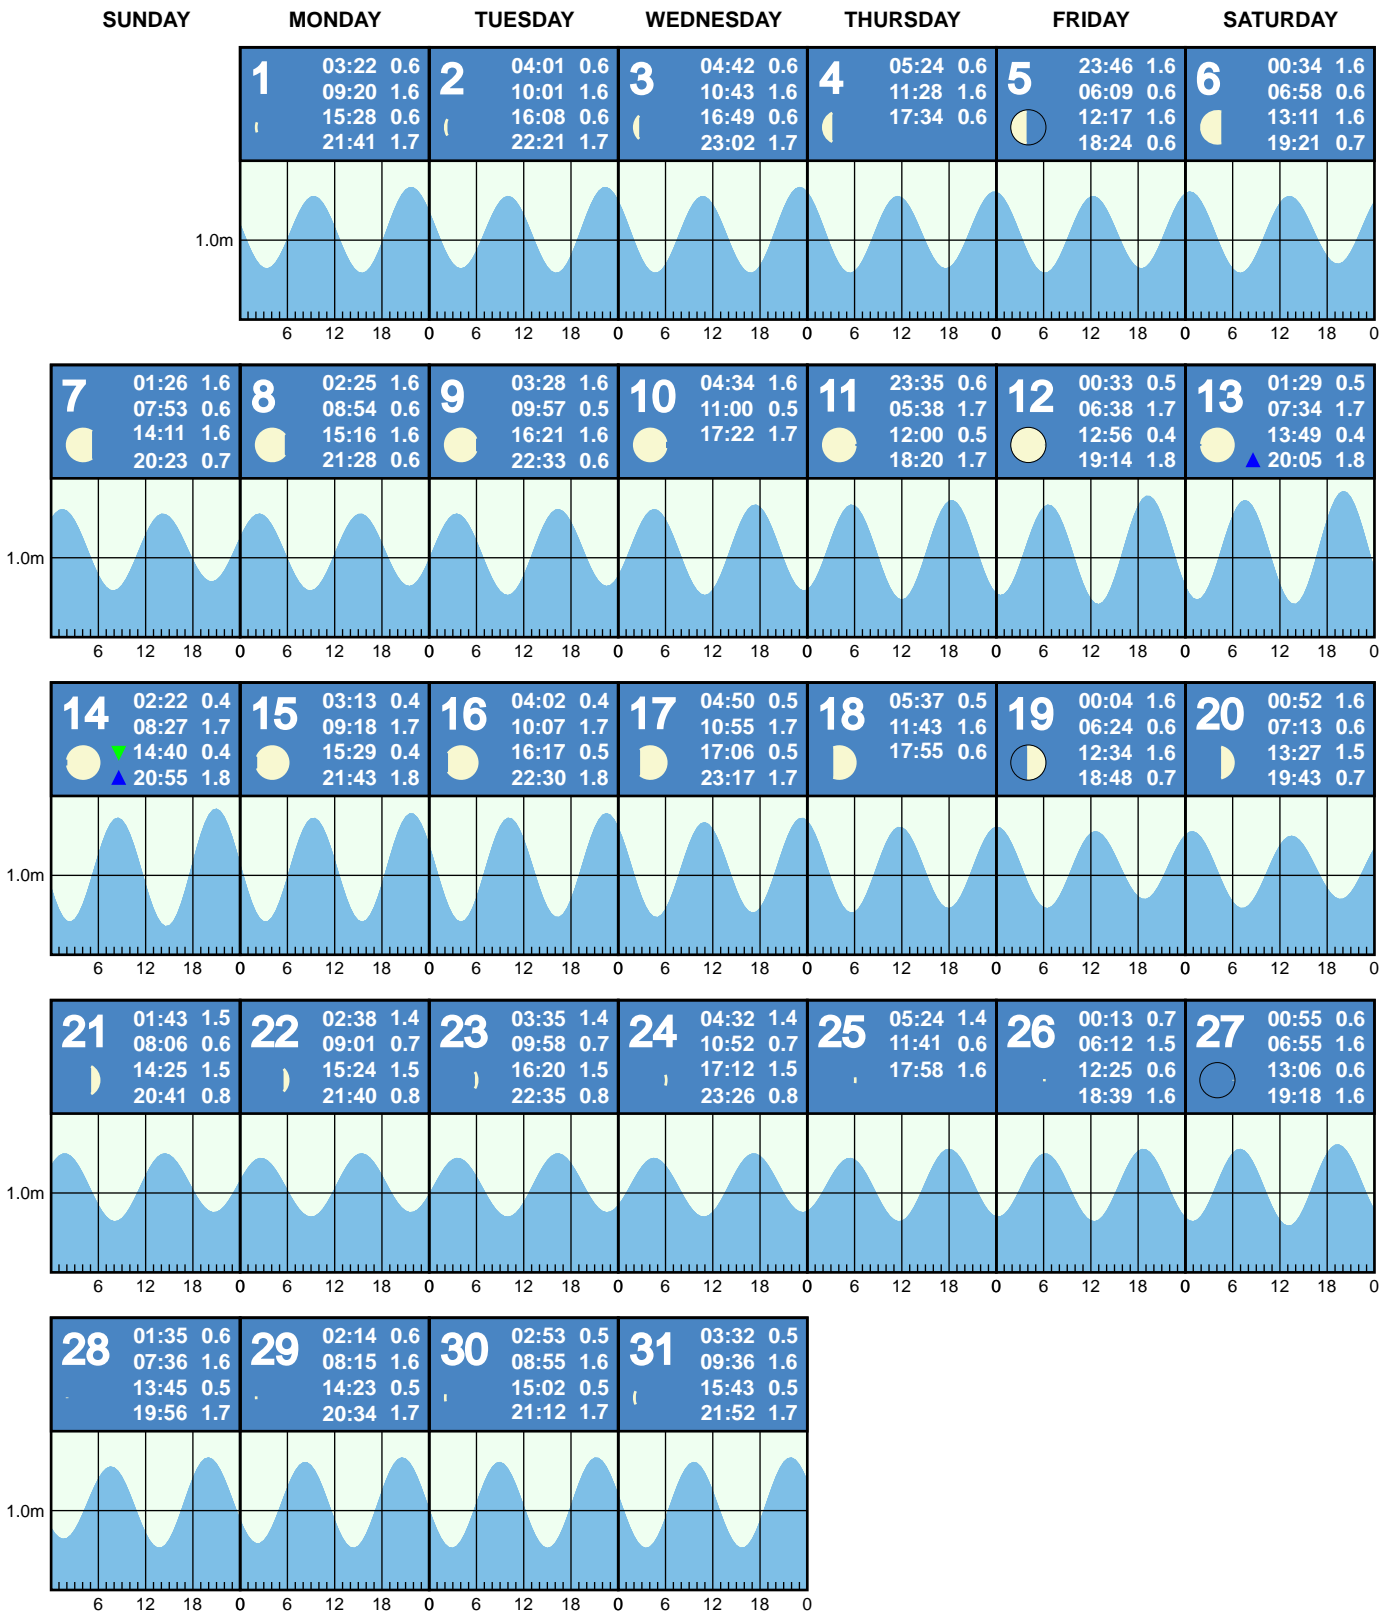 SUNDAY MONDAY TUESDAY WEDNESDAY THURSDAY FRIDAY SATURDAY
1 03:22 0.6
09:20 1.6
15:28 0.6
21:41 1.7
2 04:01 0.6
10:01 1.6
16:08 0.6
22:21 1.7
3 04:42 0.6
10:43 1.6
16:49 0.6
23:02 1.7
4 05:24 0.6
11:28 1.6
17:34 0.6
5 23:46 1.6
06:09 0.6
12:17 1.6
18:24 0.6
6 00:34 1.6
06:58 0.6
13:11 1.6
19:21 0.7
1.0m
6 12 18 0 6 12 18 0 6 12 18 0 6 12 18 0 6 12 18 0 6 12 18 0
7 01:26 1.6
07:53 0.6
14:11 1.6
20:23 0.7
8 02:25 1.6
08:54 0.6
15:16 1.6
21:28 0.6
9 03:28 1.6
09:57 0.5
16:21 1.6
22:33 0.6
10 04:34 1.6
11:00 0.5
17:22 1.7
11 23:35 0.6
05:38 1.7
12:00 0.5
18:20 1.7
12 00:33 0.5
06:38 1.7
12:56 0.4
19:14 1.8
13 01:29 0.5
07:34 1.7
13:49 0.4
20:05 1.8
1.0m
6 12 18 0 6 12 18 0 6 12 18 0 6 12 18 0 6 12 18 0 6 12 18 0 6 12 18 0
14 02:22 0.4
08:27 1.7
14:40 0.4
20:55 1.8
15 03:13 0.4
09:18 1.7
15:29 0.4
21:43 1.8
16 04:02 0.4
10:07 1.7
16:17 0.5
22:30 1.8
17 04:50 0.5
10:55 1.7
17:06 0.5
23:17 1.7
18 05:37 0.5
11:43 1.6
17:55 0.6
19 00:04 1.6
06:24 0.6
12:34 1.6
18:48 0.7
20 00:52 1.6
07:13 0.6
13:27 1.5
19:43 0.7
1.0m
6 12 18 0 6 12 18 0 6 12 18 0 6 12 18 0 6 12 18 0 6 12 18 0 6 12 18 0
21 01:43 1.5
08:06 0.6
14:25 1.5
20:41 0.8
22 02:38 1.4
09:01 0.7
15:24 1.5
21:40 0.8
23 03:35 1.4
09:58 0.7
16:20 1.5
22:35 0.8
24 04:32 1.4
10:52 0.7
17:12 1.5
23:26 0.8
25 05:24 1.4
11:41 0.6
17:58 1.6
26 00:13 0.7
06:12 1.5
12:25 0.6
18:39 1.6
27 00:55 0.6
06:55 1.6
13:06 0.6
19:18 1.6
1.0m
6 12 18 0 6 12 18 0 6 12 18 0 6 12 18 0 6 12 18 0 6 12 18 0 6 12 18 0
28 01:35 0.6
07:36 1.6
13:45 0.5
19:56 1.7
29 02:14 0.6
08:15 1.6
14:23 0.5
20:34 1.7
30 02:53 0.5
08:55 1.6
15:02 0.5
21:12 1.7
31 03:32 0.5
09:36 1.6
15:43 0.5
21:52 1.7
1.0m
6 12 18 0 6 12 18 0 6 12 18 0 6 12 18 0